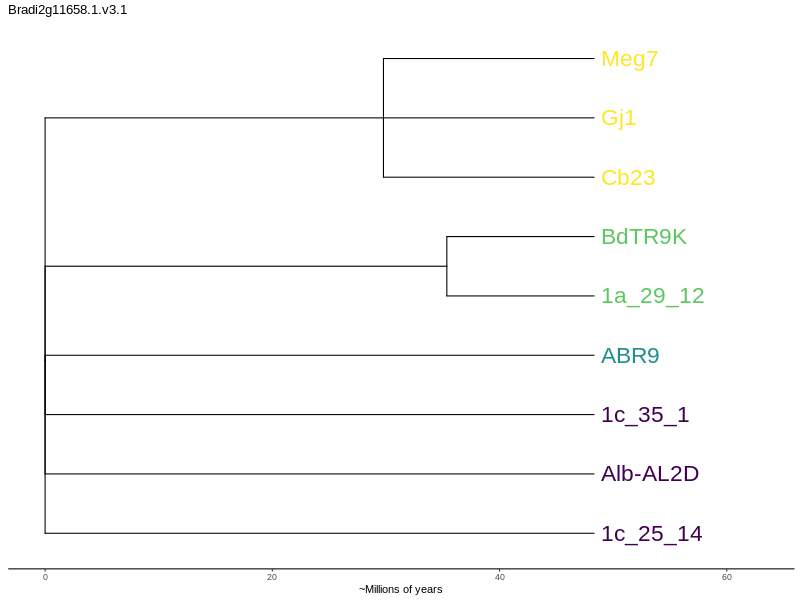 Bradi2g11658.1.v3.1
Meg7
Gj1
Cb23
BdTR9K
1a_29_12
ABR9
1c_35_1
Alb-AL2D
1c_25_14
0 20 40 60
~Millions of years